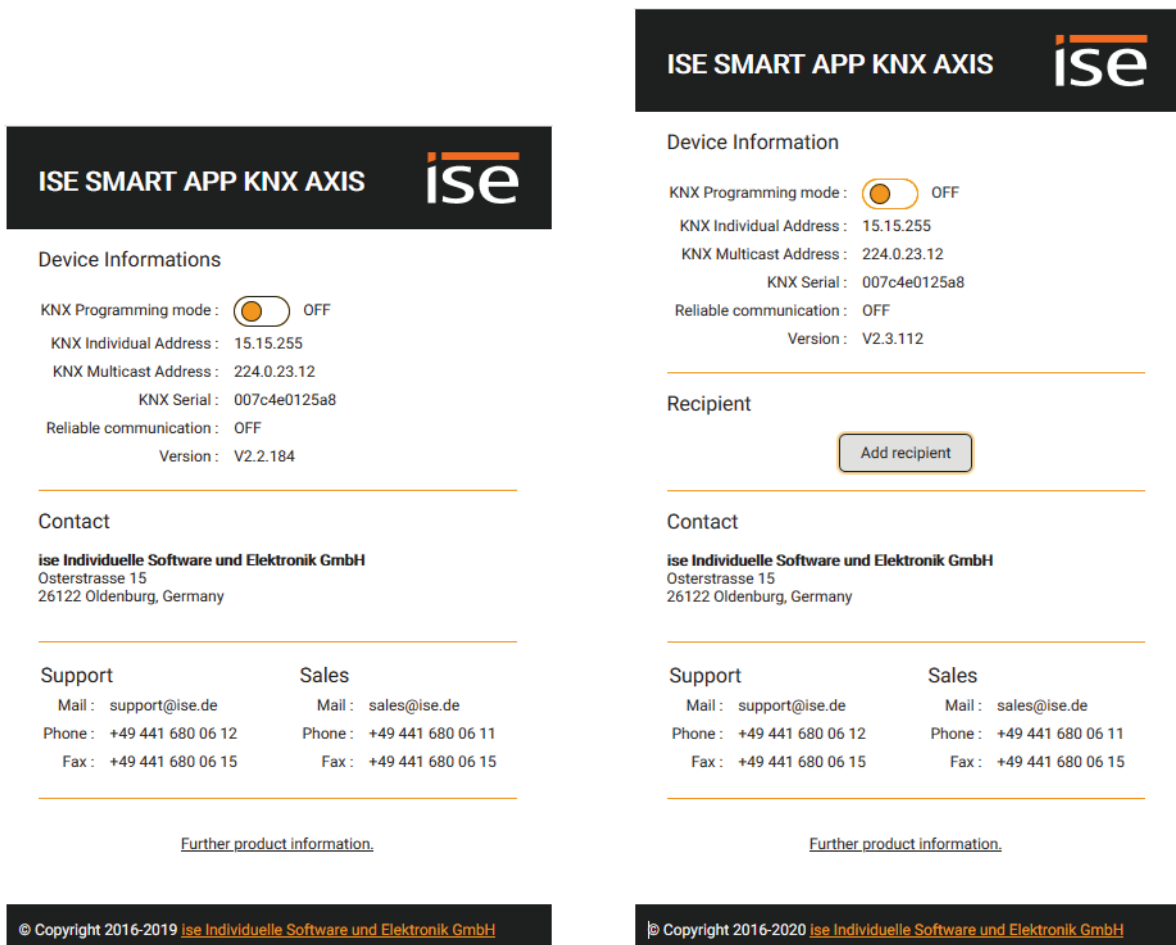 ISE SMART APP KNX AXIS
ise
Device Informations
KNX Programming mode : OFF
KNX Individual Address : 15.15.255
KNX Multicast Address : 224.0.23.12
KNX Serial : 007c4e0125a8
Reliable communication : OFF
Version : V2.2.184
Contact
ise Individuelle Software und Elektronik GmbH
Osterstrasse 15
26122 Oldenburg, Germany
Support
Mail : support@ise.de
Phone : +49 441 680 06 12
Fax : +49 441 680 06 15
Sales
Mail : sales@ise.de
Phone : +49 441 680 06 11
Fax : +49 441 680 06 15
Further product information.
© Copyright 2016-2019 ise Individuelle Software und Elektronik GmbH
ISE SMART APP KNX AXIS
ise
Device Information
KNX Programming mode : OFF
KNX Individual Address : 15.15.255
KNX Multicast Address : 224.0.23.12
KNX Serial : 007c4e0125a8
Reliable communication : OFF
Version : V2.3.112
Recipient
Add recipient
Contact
ise Individuelle Software und Elektronik GmbH
Osterstrasse 15
26122 Oldenburg, Germany
Support
Mail : support@ise.de
Phone : +49 441 680 06 12
Fax : +49 441 680 06 15
Sales
Mail : sales@ise.de
Phone : +49 441 680 06 11
Fax : +49 441 680 06 15
Further product information.
© Copyright 2016-2020 ise Individuelle Software und Elektronik GmbH